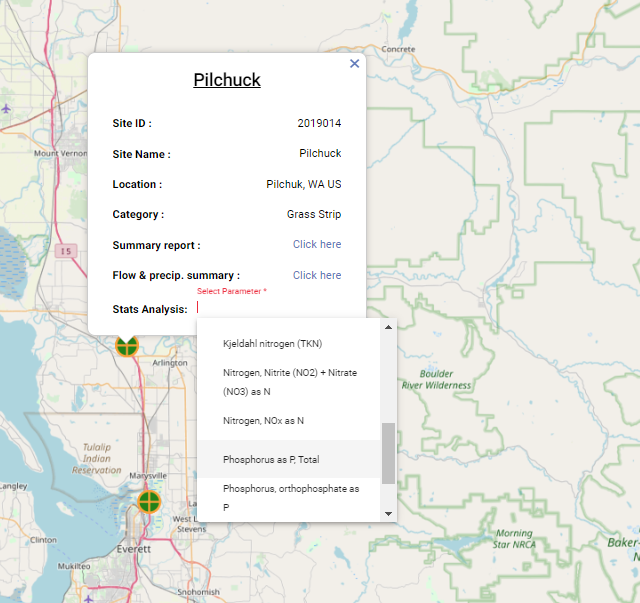 Concrete
Pilchuck
Site ID :
2019014
Site Name :
Pilchuck
Location :
Pilchuk, WA US
Category :
Grass Strip
Summary report :
Click here
Flow & precip. summary :
Click here
Select Parameter *
Stats Analysis:
Kjeldahl nitrogen (TKN)
Nitrogen, Nitrite (NO2) + Nitrate
(NO3) as N
Nitrogen, NOx as N
Phosphorus as P, Total
Phosphorus, orthophosphate as
P
Mount Vernon
I 5
Arlington
Boulder
River Wilderness
Tulalip
Indian
Reservation
Marysville
Langley
West L
Stevens
Everett
Clinton
Mukilteo
Snohomish
Morning
Star NRCA
Baker-